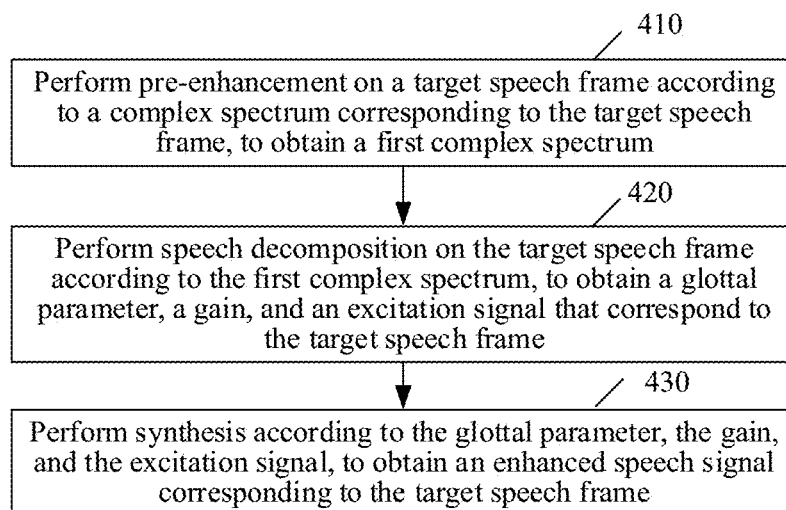 410
Perform pre-enhancement on a target speech frame according
to a complex spectrum corresponding to the target speech
frame, to obtain a first complex spectrum
420
Perform speech decomposition on the target speech frame
according to the first complex spectrum, to obtain a glottal
parameter, a gain, and an excitation signal that correspond to
the target speech frame
430
Perform synthesis according to the glottal parameter, the gain,
and the excitation signal, to obtain an enhanced speech signal
corresponding to the target speech frame